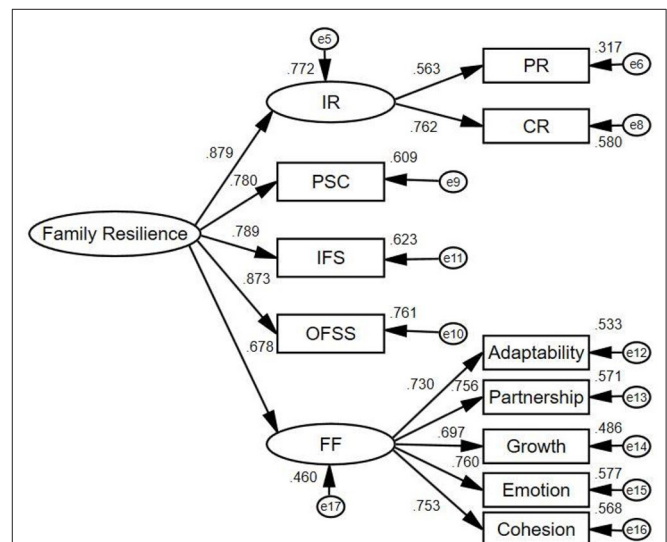 e5
.772
IR
.563
PR
.317
e6
.762
CR
e8
.580
.879
.780
PSC
.609
e9
Family Resilience
.789
IFS
.623
e11
.873
OFSS
.761
e10
.678
.533
Adaptability
e12
.730
.756
Partnership
.571
e13
FF
.697
Growth
.486
e14
.760
Emotion
.577
e15
.460
.753
Cohesion
.568
e16
e17